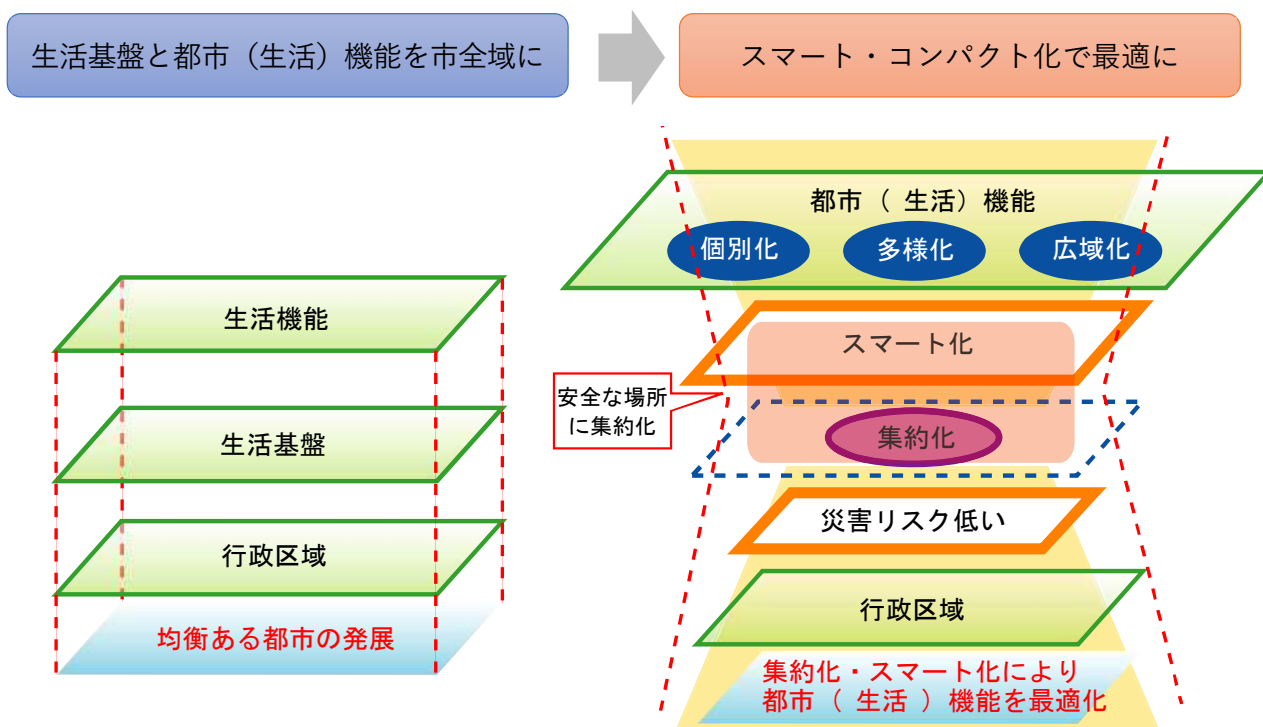 生活基盤と都市（生活）機能を市全域に
スマート・コンパクト化で最適に
生活機能
生活基盤
行政区域
均衡ある都市の発展
都市（ 生活）機能
個別化
多様化
広域化
スマート化
安全な場所
に集約化
集約化
災害リスク低い
行政区域
集約化・スマート化により
都市（ 生活 ）機能を最適化